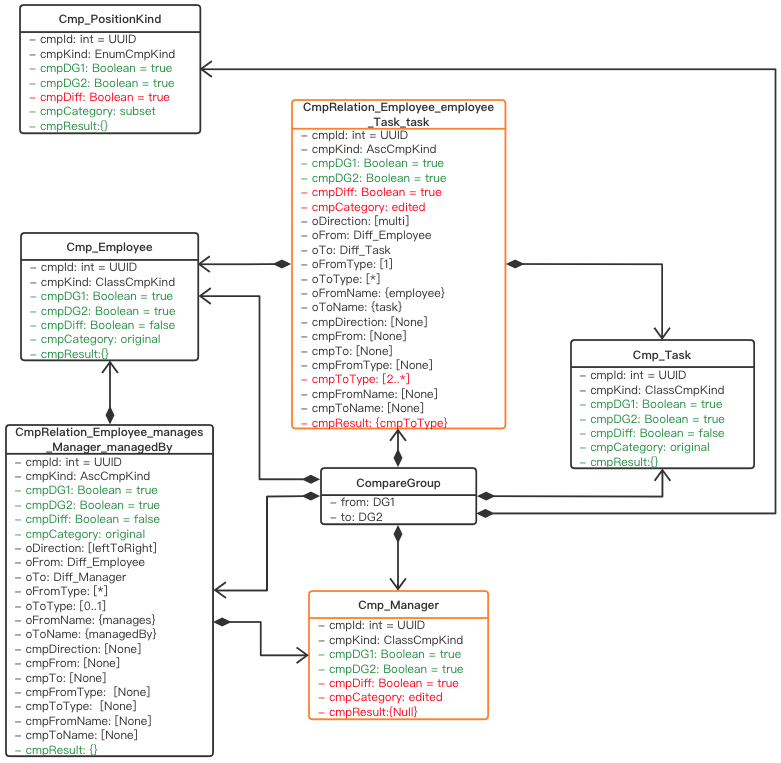 Cmp_PositionKind
– cmpId: int = UUID
– cmpKind: EnumCmpKind
– cmpDG1: Boolean = true
– cmpDG2: Boolean = true
– cmpDiff: Boolean = true
– cmpCategory: subset
– cmpResult:{}
CmpRelation_Employee_employee
_Task_task
– cmpId: int = UUID
– cmpKind: AscCmpKind
– cmpDG1: Boolean = true
– cmpDG2: Boolean = true
– cmpDiff: Boolean = true
– cmpCategory: edited
– oDirection: [multi]
– oFrom: Diff_Employee
– oTo: Diff_Task
– oFromType: [1]
– oToType: [*]
– oFromName: {employee}
– oToName: {task}
– cmpDirection: [None]
– cmpFrom: [None]
– cmpTo: [None]
– cmpFromType: [None]
– cmpToType: [2..*]
– cmpFromName: [None]
– cmpToName: [None]
– cmpResult: {cmpToType}
Cmp_Employee
– cmpId: int = UUID
– cmpKind: ClassCmpKind
– cmpDG1: Boolean = true
– cmpDG2: Boolean = true
– cmpDiff: Boolean = false
– cmpCategory: original
– cmpResult:{}
Cmp_Task
– cmpId: int = UUID
– cmpKind: ClassCmpKind
– cmpDG1: Boolean = true
– cmpDG2: Boolean = true
– cmpDiff: Boolean = false
– cmpCategory: original
– cmpResult:{}
CmpRelation_Employee_manages
_Manager_managedBy
– cmpId: int = UUID
– cmpKind: AscCmpKind
– cmpDG1: Boolean = true
– cmpDG2: Boolean = true
– cmpDiff: Boolean = false
– cmpCategory: original
– oDirection: [leftToRight]
– oFrom: Diff_Employee
– oTo: Diff_Manager
– oFromType: [*]
– oToType: [0..1]
– oFromName: {manages}
– oToName: {managedBy}
– cmpDirection: [None]
– cmpFrom: [None]
– cmpTo: [None]
– cmpFromType: [None]
– cmpToType: [None]
– cmpFromName: [None]
– cmpToName: [None]
– cmpResult: {}
CompareGroup
– from: DG1
– to: DG2
Cmp_Manager
– cmpId: int = UUID
– cmpKind: ClassCmpKind
– cmpDG1: Boolean = true
– cmpDG2: Boolean = true
– cmpDiff: Boolean = true
– cmpCategory: edited
– cmpResult:{Null}